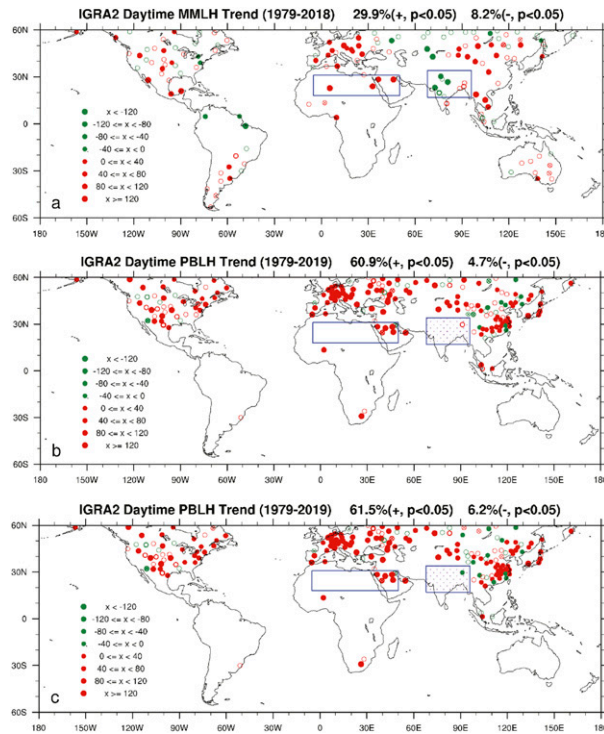 IGRA2 Daytime MMLH Trend (1979-2018) 29.9%(+, p<0.05) 8.2%(-, p<0.05)
60N
30N
0
30S
60S
x < -120
-120 <= x < -80
-80 <= x < -40
-40 <= x < 0
0 <= x < 40
40 <= x < 80
80 <= x < 120
x >= 120
a
180 150W 120W 90W 60W 30W 0 30E 60E 90E 120E 150E 180
IGRA2 Daytime PBLH Trend (1979-2019) 60.9%(+, p<0.05) 4.7%(-, p<0.05)
60N
30N
0
30S
60S
x < -120
-120 <= x < -80
-80 <= x < -40
-40 <= x < 0
0 <= x < 40
40 <= x < 80
80 <= x < 120
x >= 120
b
180 150W 120W 90W 60W 30W 0 30E 60E 90E 120E 150E 180
IGRA2 Daytime PBLH Trend (1979-2019) 61.5%(+, p<0.05) 6.2%(-, p<0.05)
60N
30N
0
30S
60S
x < -120
-120 <= x < -80
-80 <= x < -40
-40 <= x < 0
0 <= x < 40
40 <= x < 80
80 <= x < 120
x >= 120
c
180 150W 120W 90W 60W 30W 0 30E 60E 90E 120E 150E 180